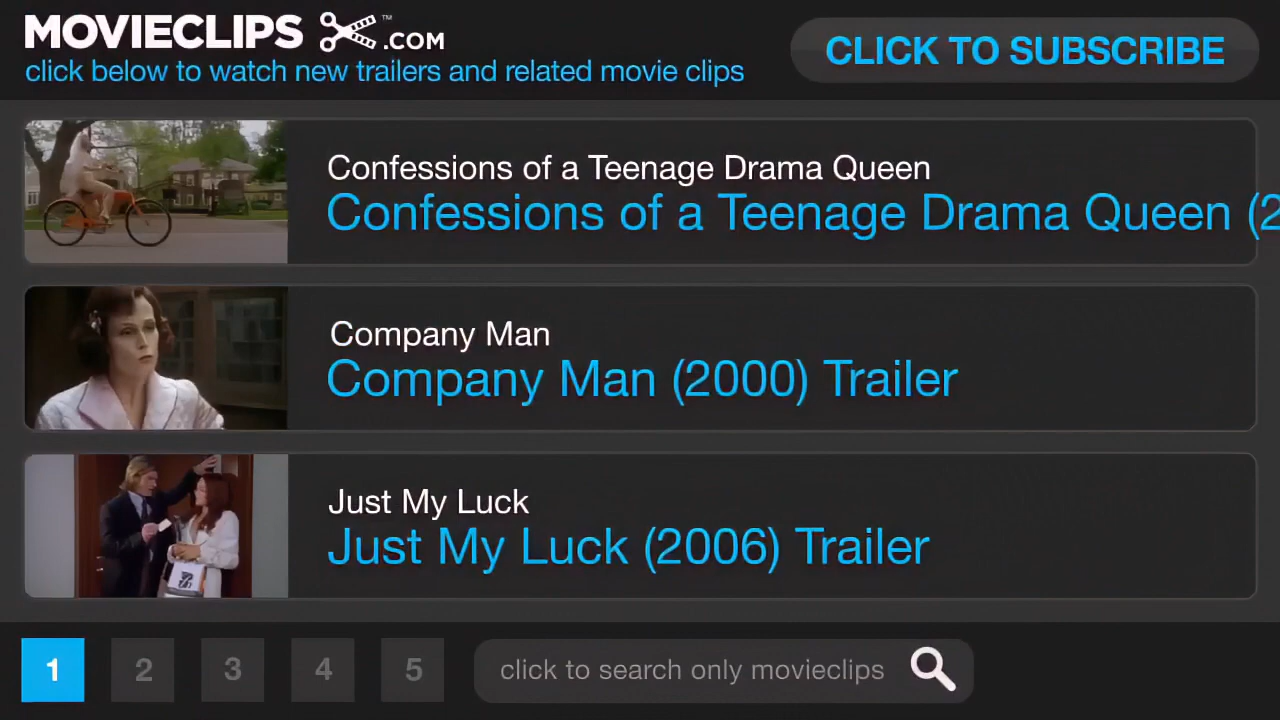 MOVIECLIPS ™ .COM
CLICK TO SUBSCRIBE
click below to watch new trailers and related movie clips
Confessions of a Teenage Drama Queen
Confessions of a Teenage Drama Queen (2
Company Man
Company Man (2000) Trailer
Just My Luck
Just My Luck (2006) Trailer
1 2 3 4 5 click to search only movieclips